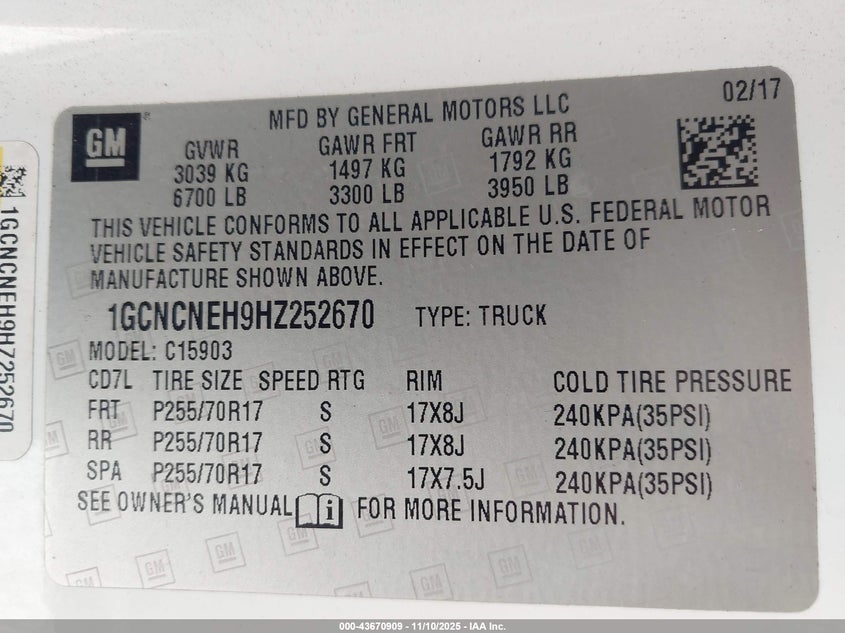 02/17
GM
MFD BY GENERAL MOTORS LLC
GVWR GAWR FRT GAWR RR
3039 KG 1497 KG 1792 KG
6700 LB 3300 LB 3950 LB
THIS VEHICLE CONFORMS TO ALL APPLICABLE U.S. FEDERAL MOTOR
VEHICLE SAFETY STANDARDS IN EFFECT ON THE DATE OF
MANUFACTURE SHOWN ABOVE.
1GCNCNEH9HZ252670 TYPE: TRUCK
MODEL: C15903
CD7L TIRE SIZE SPEED RTG RIM COLD TIRE PRESSURE
FRT P255/70R17 S 17X8J 240KPA(35PSI)
RR P255/70R17 S 17X8J 240KPA(35PSI)
SPA P255/70R17 S 17X7.5J 240KPA(35PSI)
SEE OWNER'S MANUAL FOR MORE INFORMATION.
1GCNCNEH9HZ252670
000-43670909 - 11/10/2025 - IAA Inc.